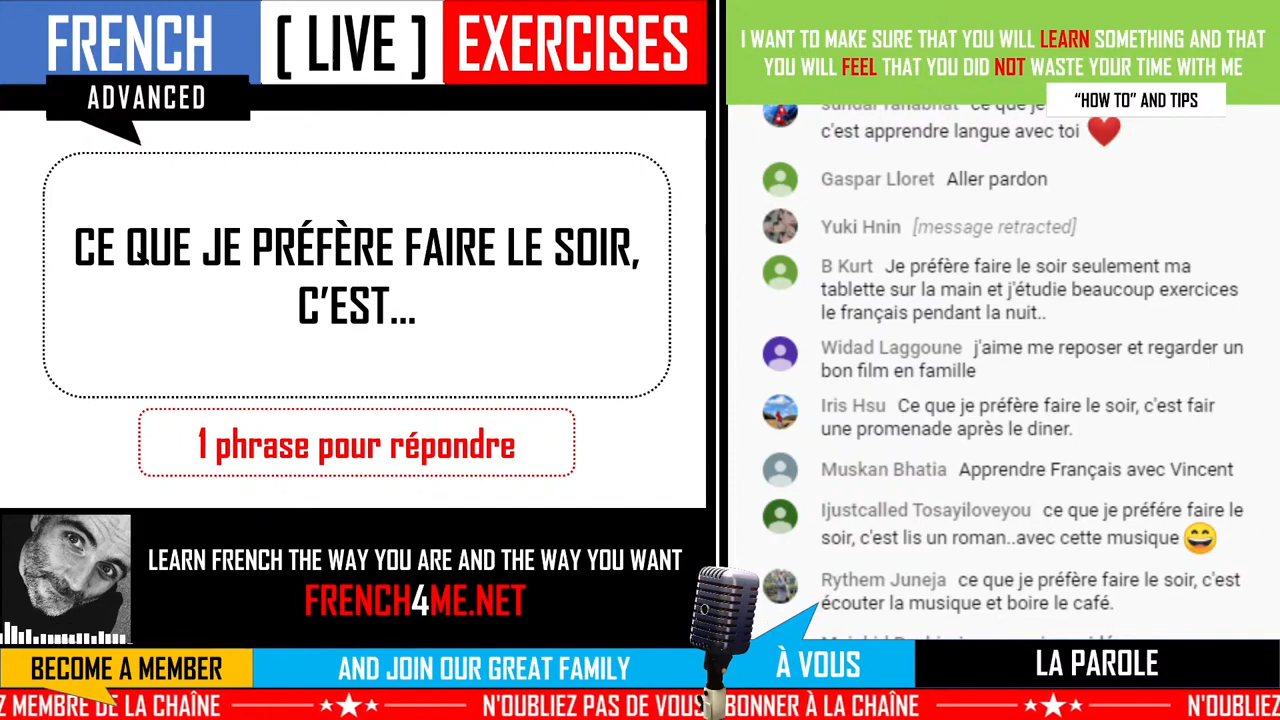 FRENCH [ LIVE ] EXERCISES
ADVANCED
CE QUE JE PRÉFÈRE FAIRE LE SOIR,
C'EST...
1 phrase pour répondre
LEARN FRENCH THE WAY YOU ARE AND THE WAY YOU WANT
FRENCH4ME.NET
BECOME A MEMBER
AND JOIN OUR GREAT FAMILY
I WANT TO MAKE SURE THAT YOU WILL LEARN SOMETHING AND THAT
YOU WILL FEEL THAT YOU DID NOT WASTE YOUR TIME WITH ME
“HOW TO” AND TIPS
ce que je
c'est apprendre langue avec toi
Gaspar Lloret Aller pardon
Yuki Hnin [message retracted]
B Kurt Je préfère faire le soir seulement ma
tablette sur la main et j'étudie beaucoup exercices
le français pendant la nuit..
Widad Laggoune j'aime me reposer et regarder un
bon film en famille
Iris Hsu Ce que je préfère faire le soir, c'est fair
une promenade après le diner.
Muskan Bhatia Apprendre Français avec Vincent
Ijustcalled Tosayiloveyou ce que je préfére faire le
soir, c'est lis un roman..avec cette musique
Rythem Juneja ce que je préfère faire le soir, c'est
écouter la musique et boire le café.
À VOUS
LA PAROLE
Z MEMBRE DE LA CHAÎNE N'OUBLIEZ PAS DE VOUS BONNER À LA CHAÎNE N'OUBLIEZ